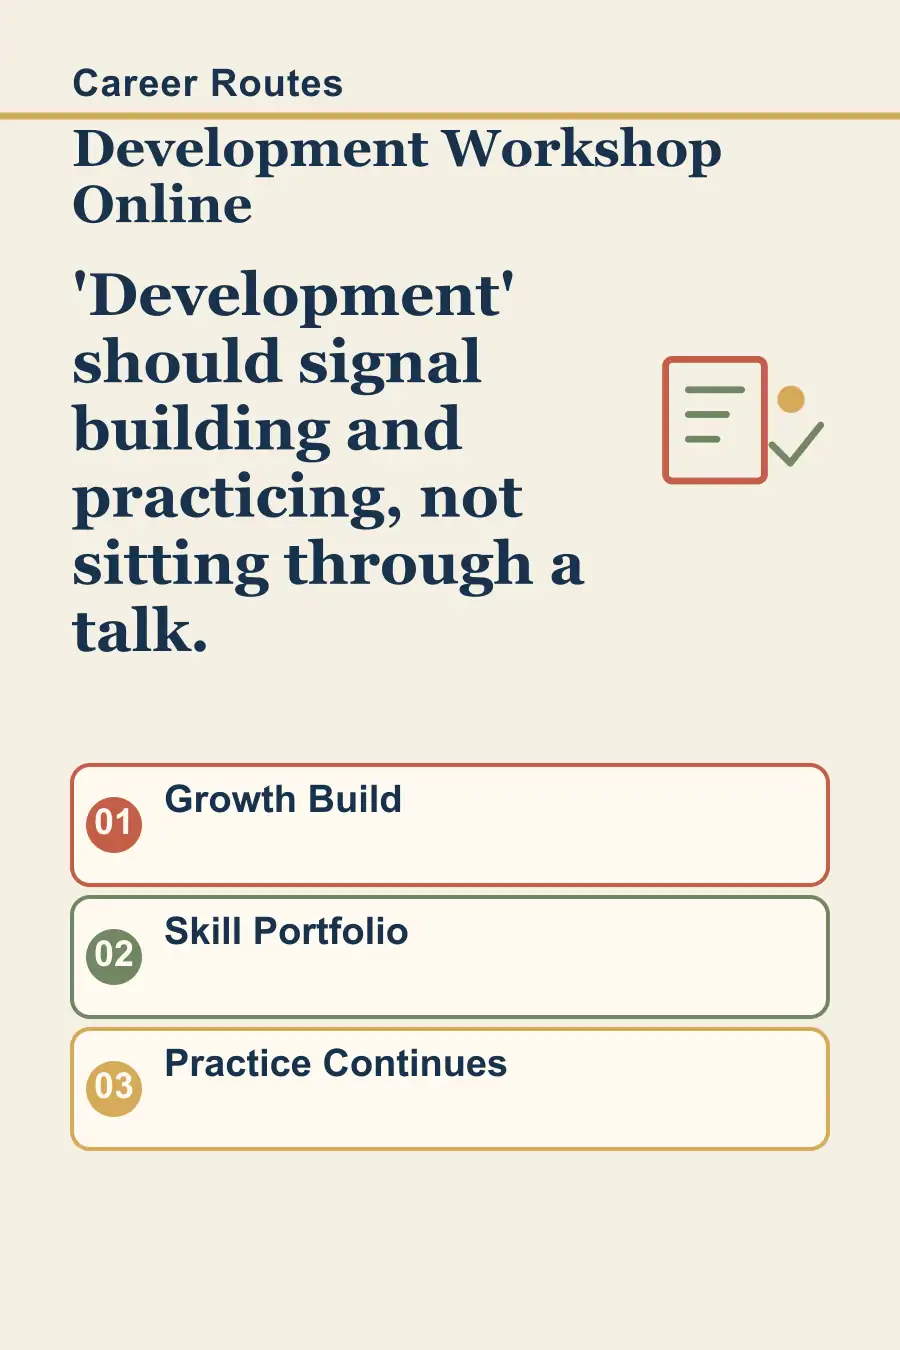 Career Routes
Development Workshop
Online
'Development'
should signal
building and
practicing, not
sitting through a
talk.
01
Growth Build
02
Skill Portfolio
03
Practice Continues